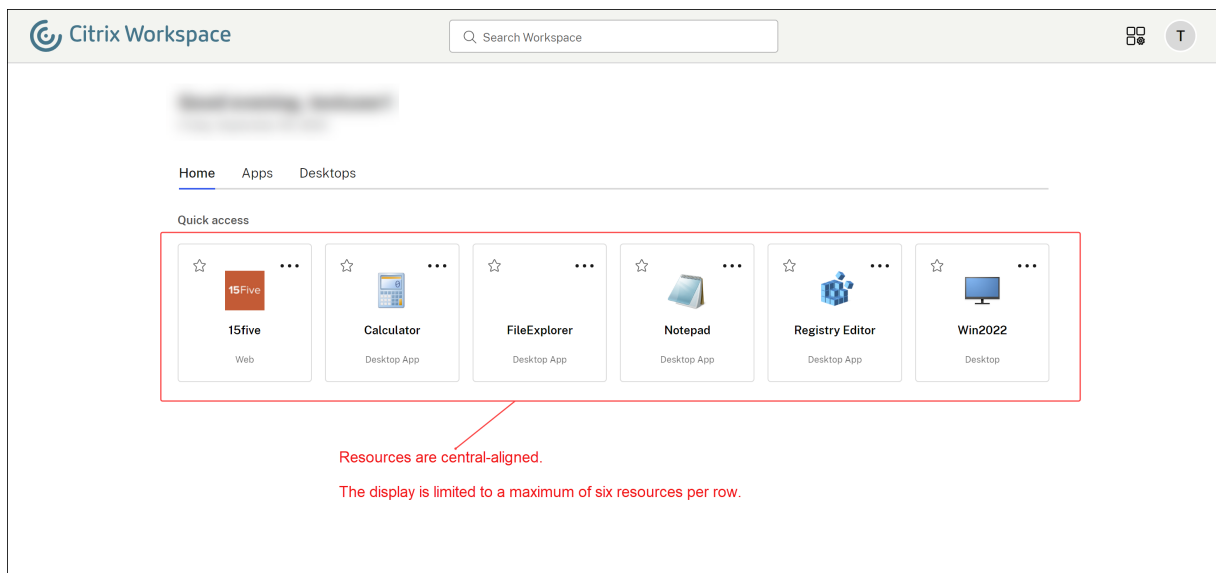 Citrix Workspace
Search Workspace
T
Home Apps Desktops
Quick access
15Five
15five
Web
Calculator
Desktop App
FileExplorer
Desktop App
Notepad
Desktop App
Registry Editor
Desktop App
Win2022
Desktop
Resources are central-aligned.
The display is limited to a maximum of six resources per row.